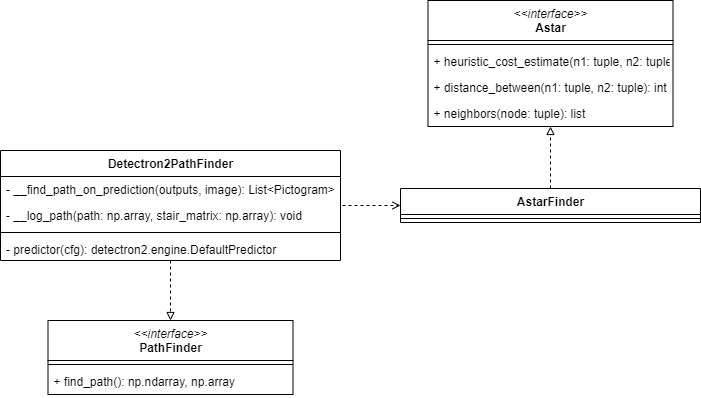 <<interface>>
Astar
+ heuristic_cost_estimate(n1: tuple, n2: tuple
+ distance_between(n1: tuple, n2: tuple): int
+ neighbors(node: tuple): list
Detectron2PathFinder
- __find_path_on_prediction(outputs, image): List<Pictogram>
- __log_path(path: np.array, stair_matrix: np.array): void
- predictor(cfg): detectron2.engine.DefaultPredictor
AstarFinder
<<interface>>
PathFinder
+ find_path(): np.ndarray, np.array